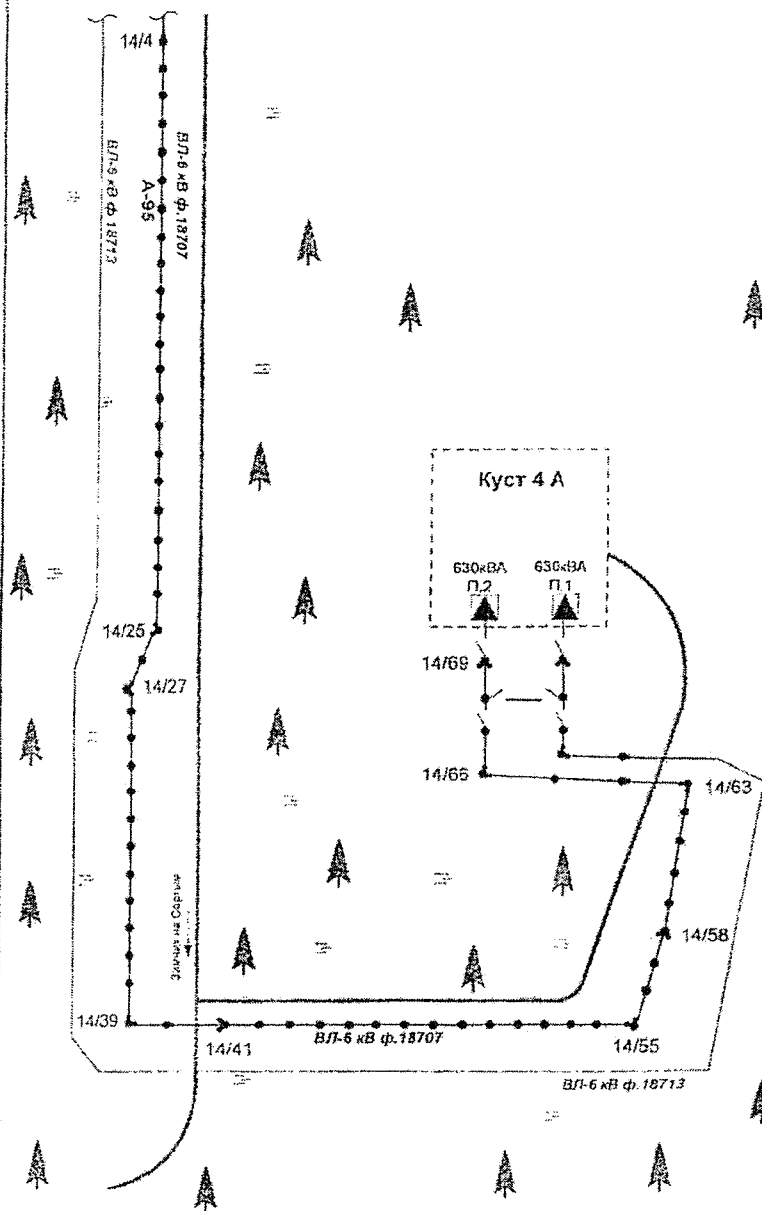 14/4
ВЛ-6 кВ ф.18713
А-95
ВЛ-6 кВ ф.18707
Куст 4 А
630кВА
П.2
630кВА
П.1
14/25
14/27
14/69
14/66
14/63
14/58
Зимник на
14/39
14/41
ВЛ-6 кВ ф.18707
14/55
ВЛ-6 кВ ф.18713